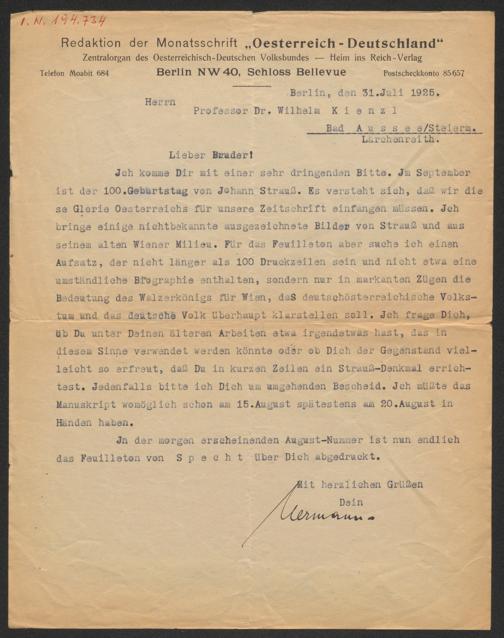 I.N. 194.734
Redaktion der Monatsschrift „Oesterreich-Deutschland“
Zentralorgan des Oesterreichisch-Deutschen Volksbundes — Heim ins Reich-Verlag
Telefon Moabit 684 Berlin NW 40, Schloss Bellevue Postscheckkonto 85657
Berlin, den 31.Juli 1925.
Herrn
Professor Dr. Wilhelm K i e n z l
Bad A u s s e e/Steierm.
Lärchenreith.
Lieber Bruder!
Jch komme Dir mit einer sehr dringenden Bitte. Jm September
ist der 100.Geburtstag von Johann Strauß. Es versteht sich, daß wir die
se Glorie Oesterreichs für unsere Zeitschrift einfangen müssen. Jch
bringe einige nichtbekannte ausgezeichnete Bilder von Strauß und aus
seinem alten Wiener Milieu. Für das Feuilleton aber suche ich einen
Aufsatz, der nicht länger als 100 Druckzeilen sein und nicht etwa eine
umständliche Biographie enthalten, sondern nur in markanten Zügen die
Bedeutung des Walzerkönigs für Wien, das deutschösterreichische Volks-
tum und das deutsche Volk überhaupt klarstellen soll. Jch frage Dich,
ob Du unter Deinen älteren Arbeiten etwa irgendetwas hast, das in
diesem Sinne verwendet werden könnte oder ob Dich der Gegenstand viel-
leicht so erfreut, daß Du in kurzen Zeilen ein Strauß-Denkmal errich-
test. Jedenfalls bitte ich Dich um umgehenden Bescheid. Jch müßte das
Manuskript womöglich schon am 15.August spätestens am 20.August in
Händen haben.
Jn der morgen erscheinenden August-Nummer ist nun endlich
das Feuilleton von S p e c h t über Dich abgedruckt.
Mit herzlichen Grüßen
Dein
Hermann